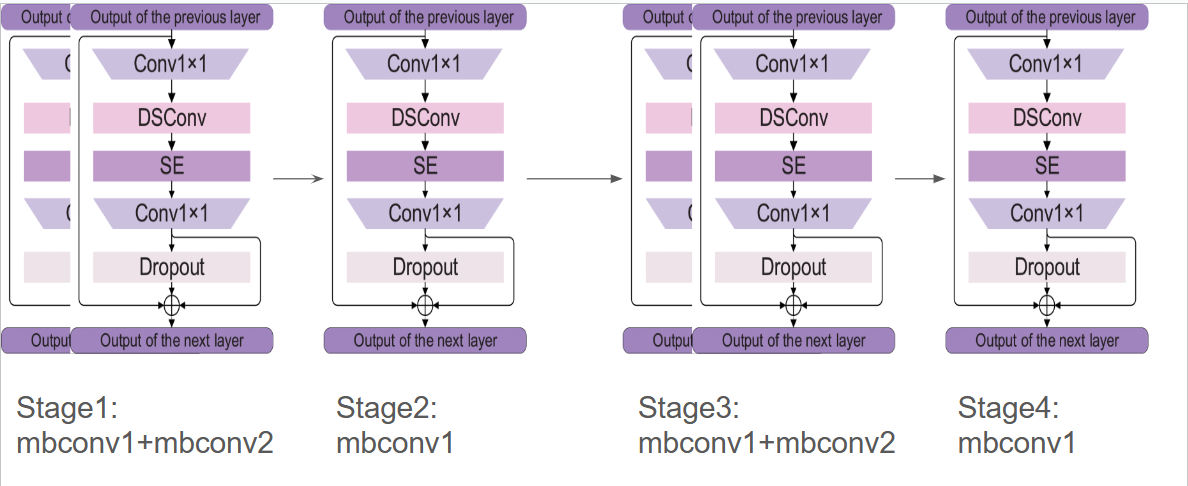 Output of the previous layer
Conv1×1
DSConv
SE
Conv1×1
Dropout
Output of the next layer
Stage1:
mbconv1+mbconv2
Output of the previous layer
Conv1×1
DSConv
SE
Conv1×1
Dropout
Output of the next layer
Stage2:
mbconv1
Output of the previous layer
Conv1×1
DSConv
SE
Conv1×1
Dropout
Output of the next layer
Stage3:
mbconv1+mbconv2
Output of the previous layer
Conv1×1
DSConv
SE
Conv1×1
Dropout
Output of the next layer
Stage4:
mbconv1